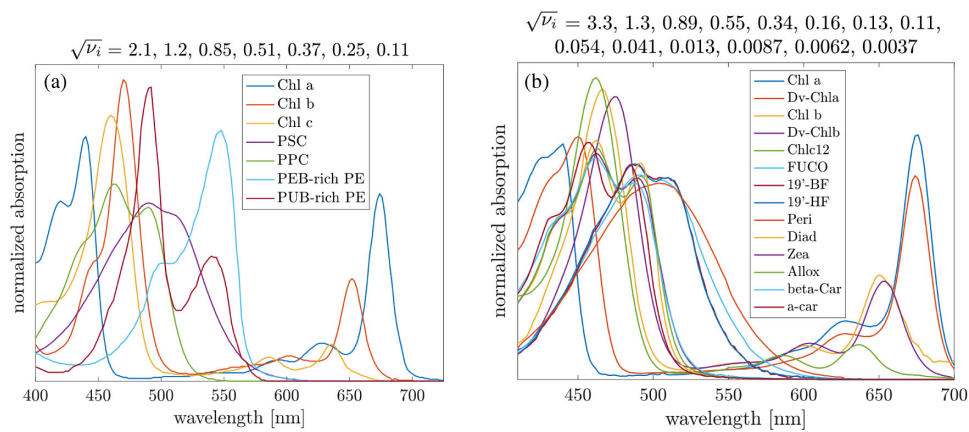 √νᵢ = 2.1, 1.2, 0.85, 0.51, 0.37, 0.25, 0.11
(a)
Chl a
Chl b
Chl c
PSC
PPC
PEB-rich PE
PUB-rich PE
normalized absorption
400 450 500 550 600 650 700
wavelength [nm]
√νᵢ = 3.3, 1.3, 0.89, 0.55, 0.34, 0.16, 0.13, 0.11,
0.054, 0.041, 0.013, 0.0087, 0.0062, 0.0037
(b)
Chl a
Dv-Chla
Chl b
Dv-Chlb
Chlc12
FUCO
19'-BF
19'-HF
Peri
Diad
Zea
Allox
beta-Car
a-car
normalized absorption
450 500 550 600 650 700
wavelength [nm]